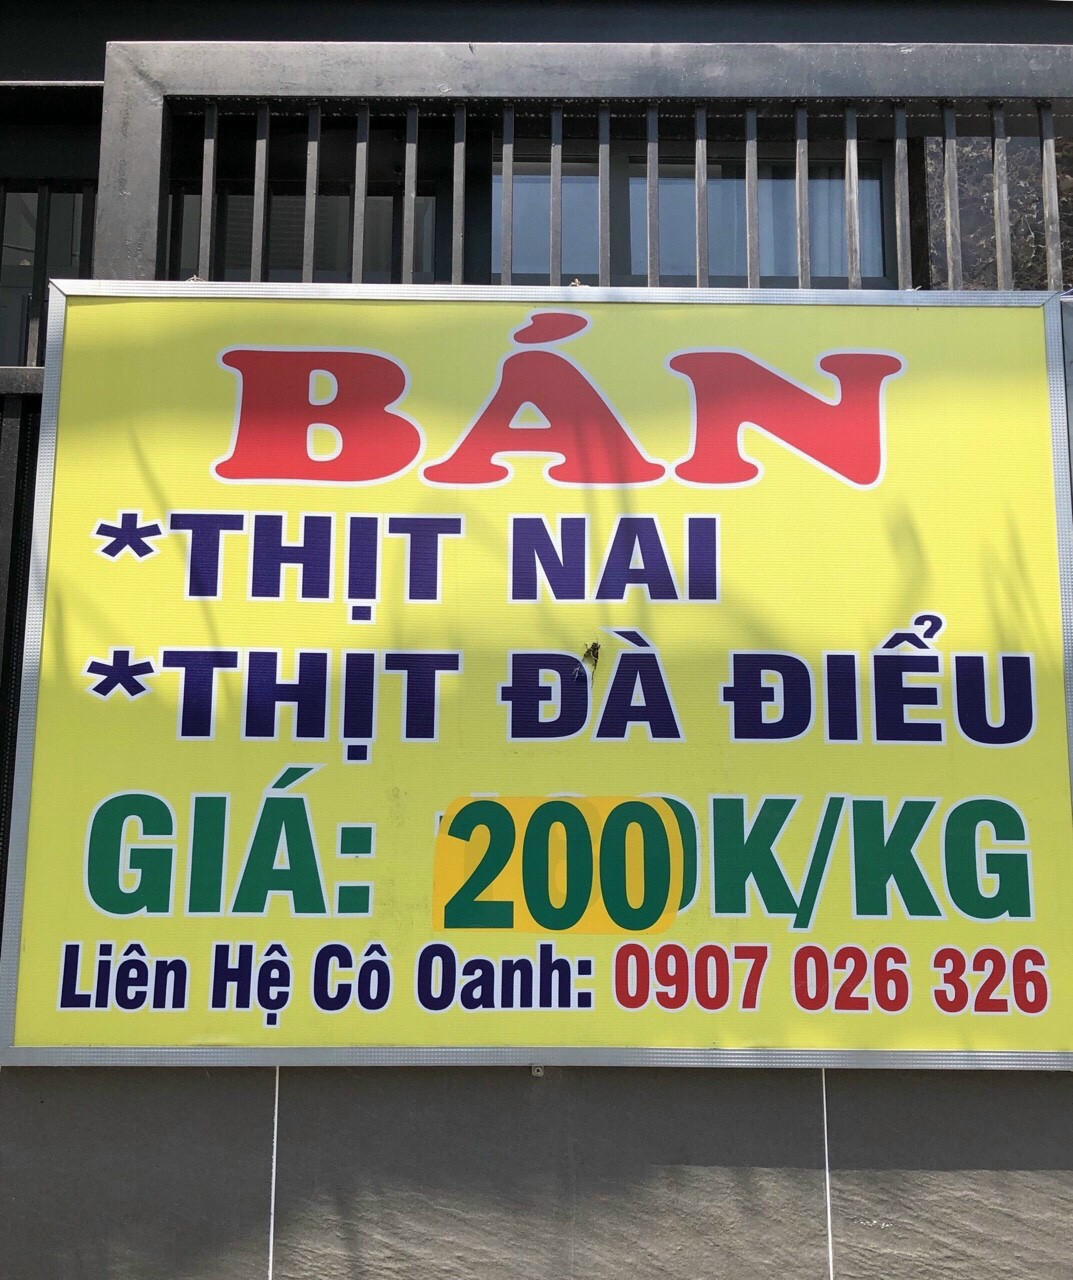 BÁN
*THỊT NAI
*THỊT ĐÀ ĐIỂU
GIÁ: 200K/KG
Liên Hệ Cô Oanh: 0907 026 326